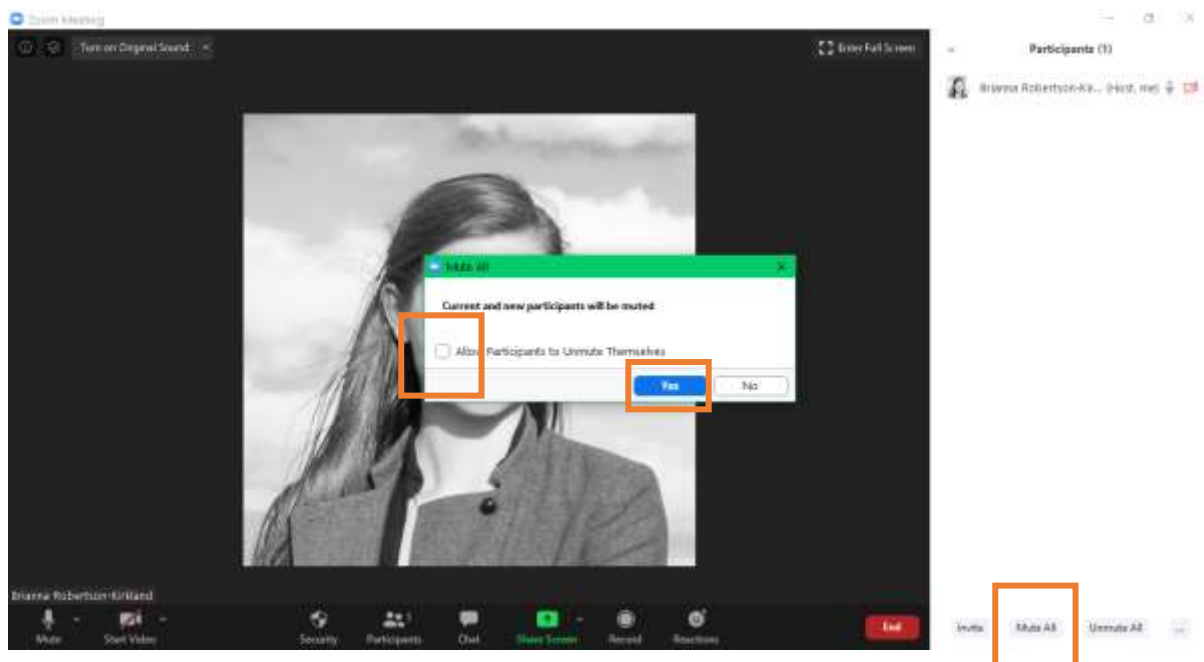 Zoom Meeting
Turn on Original Sound
Enter Full Screen
Participants (1)
Brianna Robertson-Kir... (Host, me)
Mute All
Current and new participants will be muted
Allow Participants to Unmute Themselves
Yes
No
Brianna Robertson-Kirkland
Mute
Start Video
Security
Participants
1
Chat
Share Screen
Record
Reactions
End
Invite
Mute All
Unmute All
...